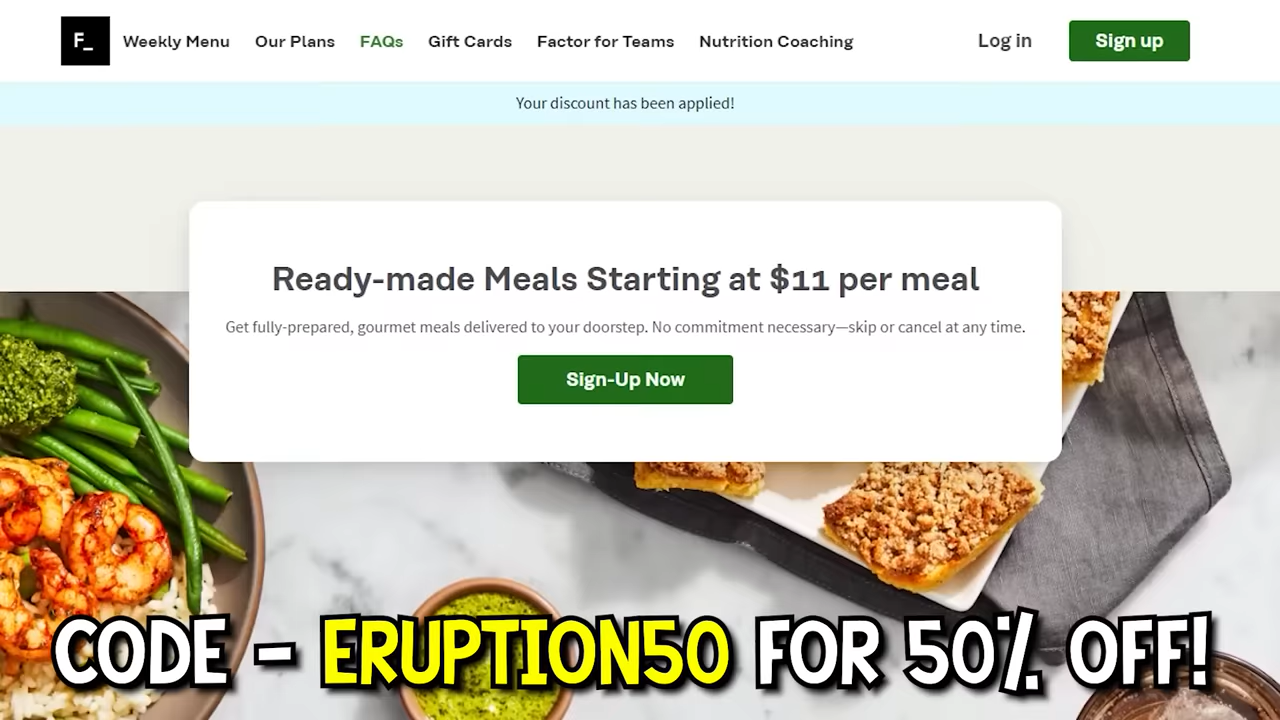 F_
Weekly Menu Our Plans FAQs Gift Cards Factor for Teams Nutrition Coaching Log in Sign up
Your discount has been applied!
Ready-made Meals Starting at $11 per meal
Get fully-prepared, gourmet meals delivered to your doorstep. No commitment necessary—skip or cancel at any time.
Sign-Up Now
CODE - ERUPTION50 FOR 50% OFF!